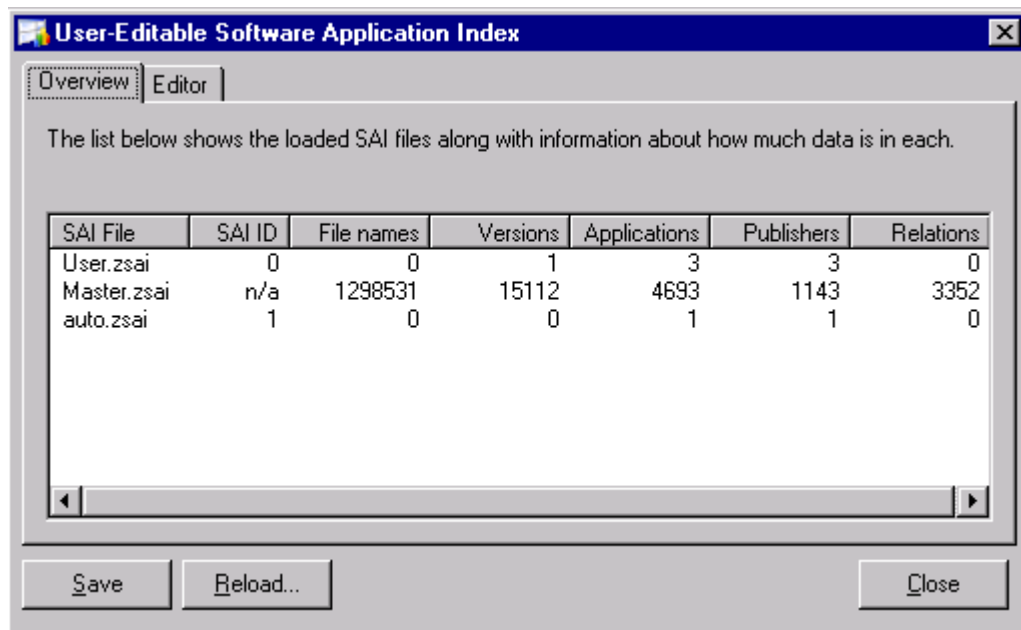 User-Editable Software Application Index
Overview Editor
The list below shows the loaded SAI files along with information about how much data is in each.
SAI File SAI ID File names Versions Applications Publishers Relations
User.zsai 0 0 1 3 3 0
Master.zsai n/a 1298531 15112 4693 1143 3352
auto.zsai 1 0 0 1 1 0
Save Reload... Close